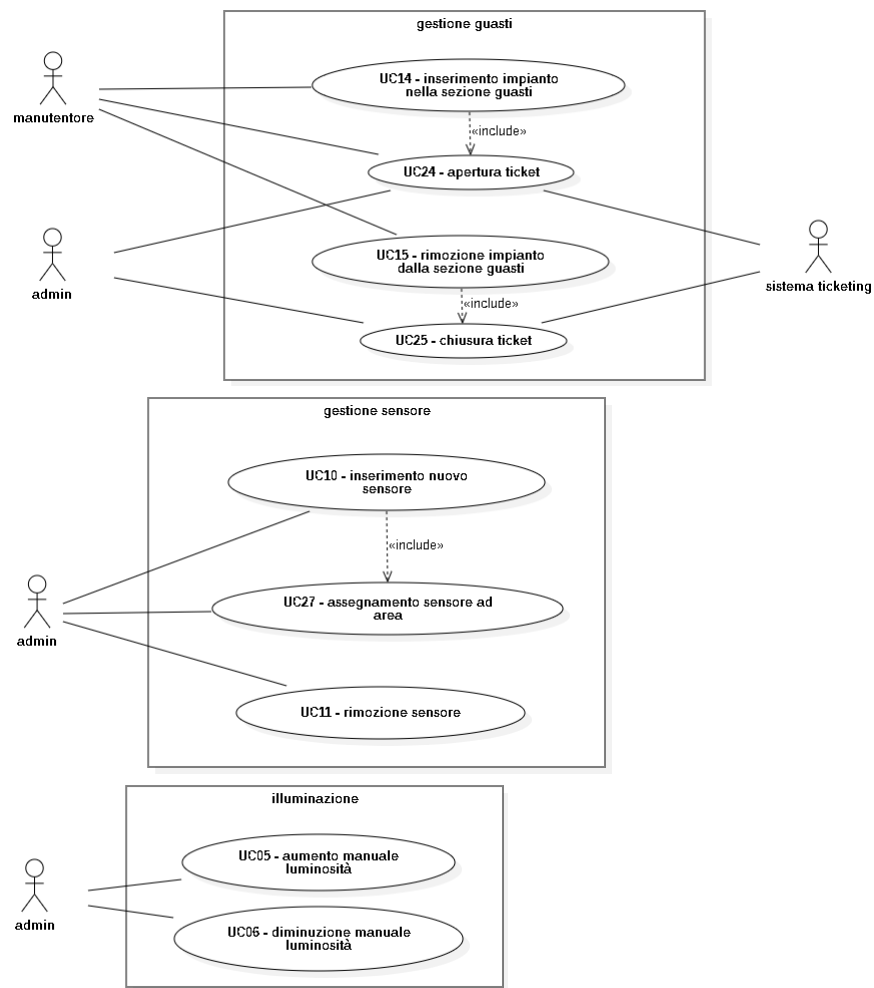 gestione guasti
UC14 - inserimento impianto
nella sezione guasti
manutentore
«include»
UC24 - apertura ticket
UC15 - rimozione impianto
dalla sezione guasti
admin
sistema ticketing
«include»
UC25 - chiusura ticket
gestione sensore
UC10 - inserimento nuovo
sensore
«include»
UC27 - assegnamento sensore ad
area
admin
UC11 - rimozione sensore
illuminazione
UC05 - aumento manuale
luminosità
admin
UC06 - diminuzione manuale
luminosità